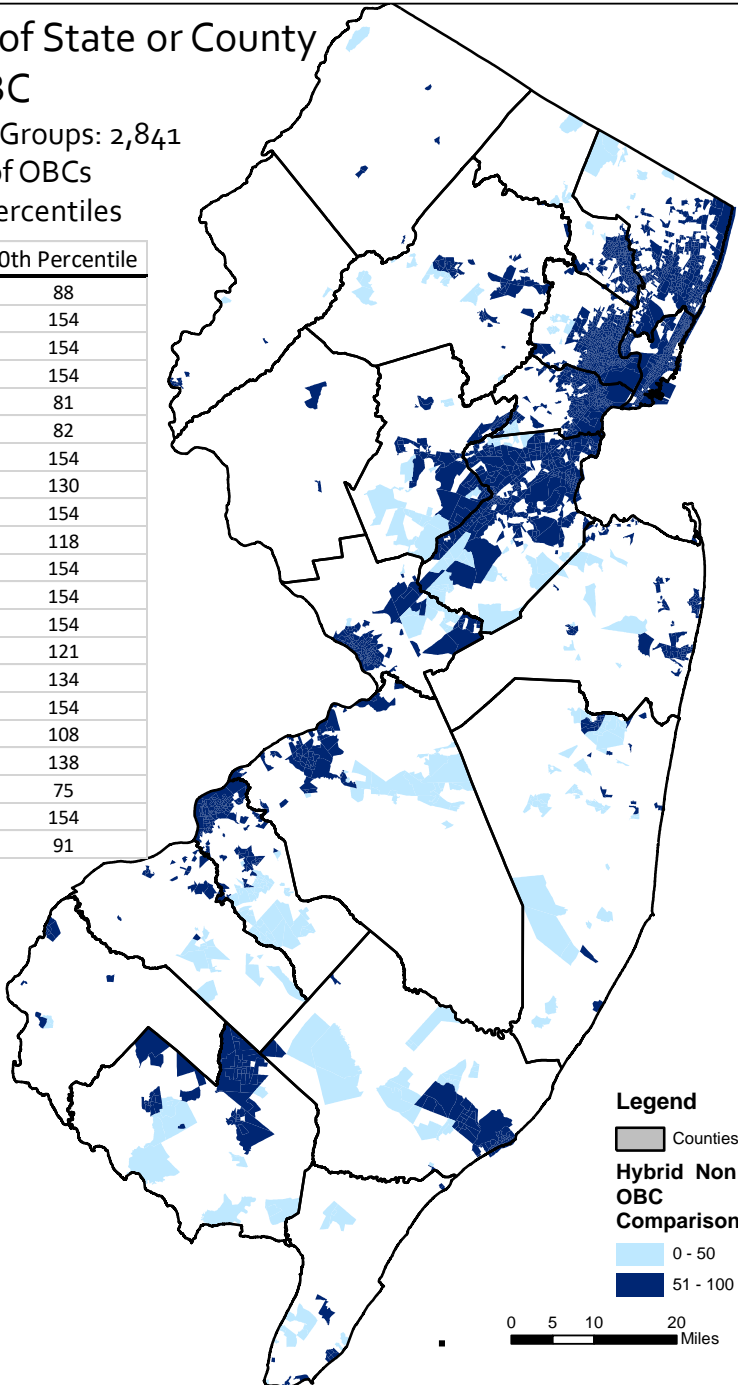 of State or County
BC
Groups: 2,841
of OBCs
ercentiles
0th Percentile
88
154
154
154
81
82
154
130
154
118
154
154
154
121
134
154
108
138
75
154
91
Legend
Counties
Hybrid Non
OBC
Comparison
0 - 50
51 - 100
0 5 10 20
Miles